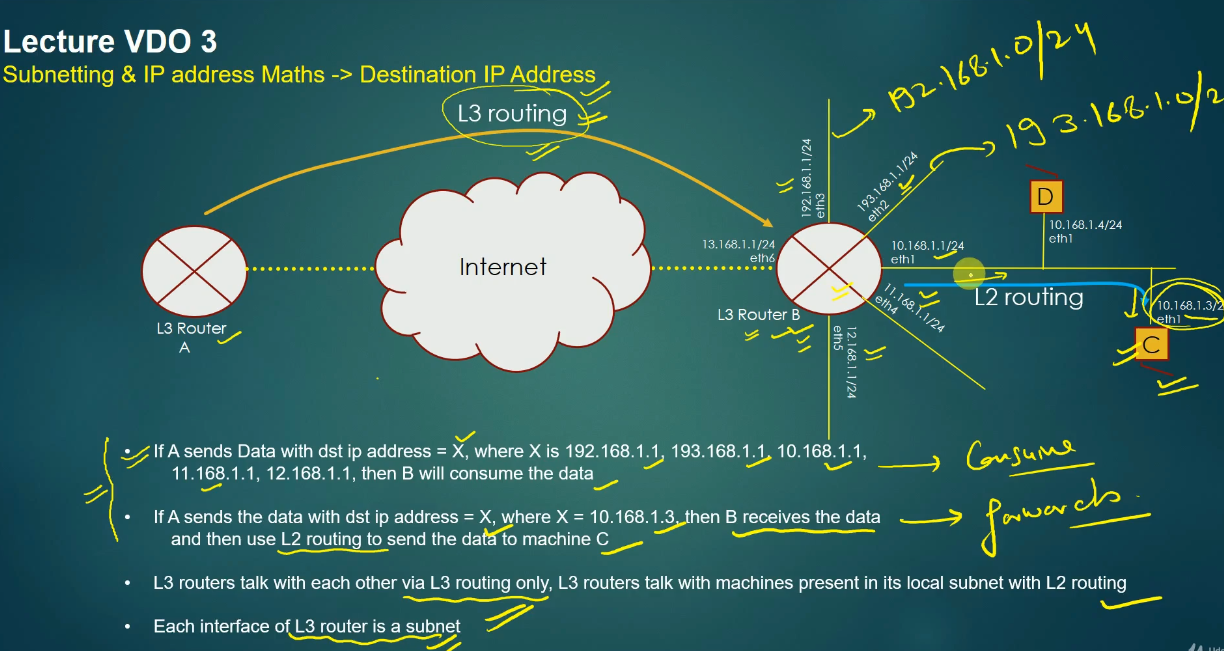 Lecture VDO 3
Subnetting & IP address Maths -> Destination IP Address
L3 routing
192.168.1.0/24
193.168.1.0/2
192.168.1.1/24
eth3
193.168.1.1/24
eth2
D
10.168.1.4/24
eth1
13.168.1.1/24
eth6
10.168.1.1/24
eth1
Internet
L2 routing
11.168.1.1/24
eth4
10.168.1.3/2
eth1
C
L3 Router
A
L3 Router B
12.168.1.1/24
eth5
• If A sends Data with dst ip address = X, where X is 192.168.1.1, 193.168.1.1, 10.168.1.1,
11.168.1.1, 12.168.1.1, then B will consume the data
Consume
• If A sends the data with dst ip address = X, where X = 10.168.1.3, then B receives the data
and then use L2 routing to send the data to machine C
forwards.
• L3 routers talk with each other via L3 routing only, L3 routers talk with machines present in its local subnet with L2 routing
• Each interface of L3 router is a subnet